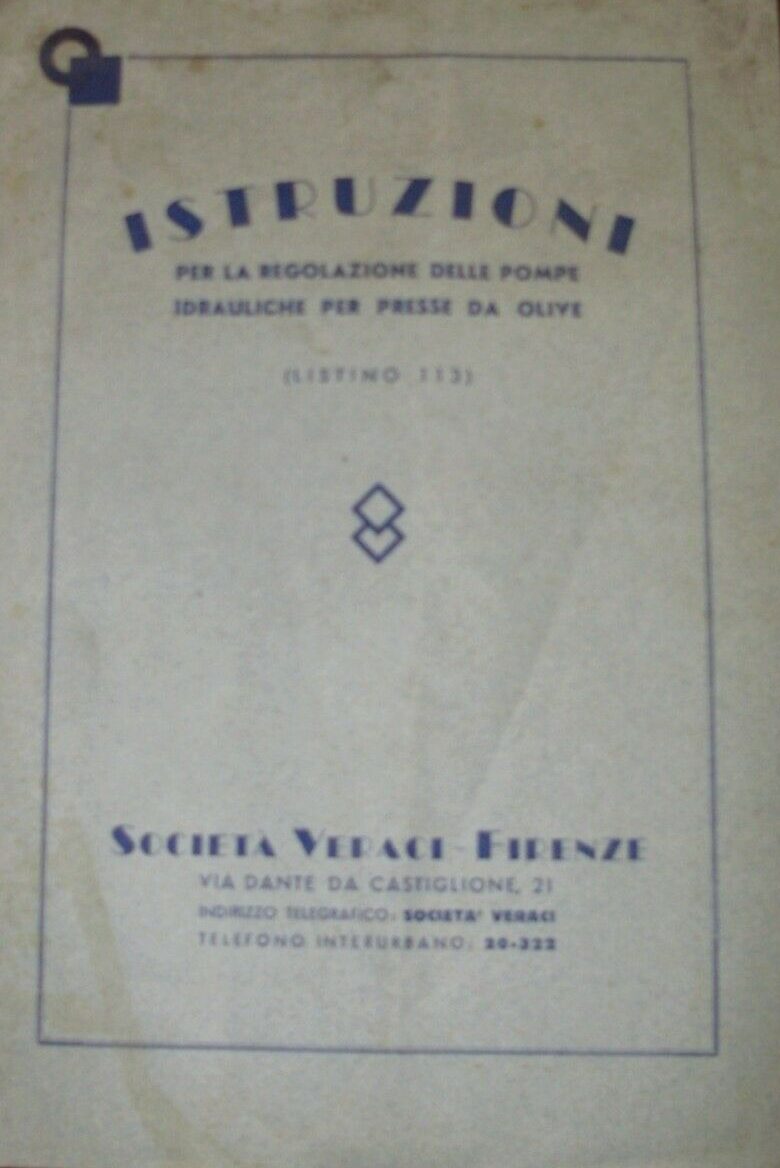 ISTRUZIONI
PER LA REGOLAZIONE DELLE POMPE
IDRAULICHE PER PRESSE DA OLIVE
(LISTINO 113)
SOCIETÀ VERACI - FIRENZE
VIA DANTE DA CASTIGLIONE, 21
INDIRIZZO TELEGRAFICO: SOCIETA' VERACI
TELEFONO INTERURBANO: 20-322